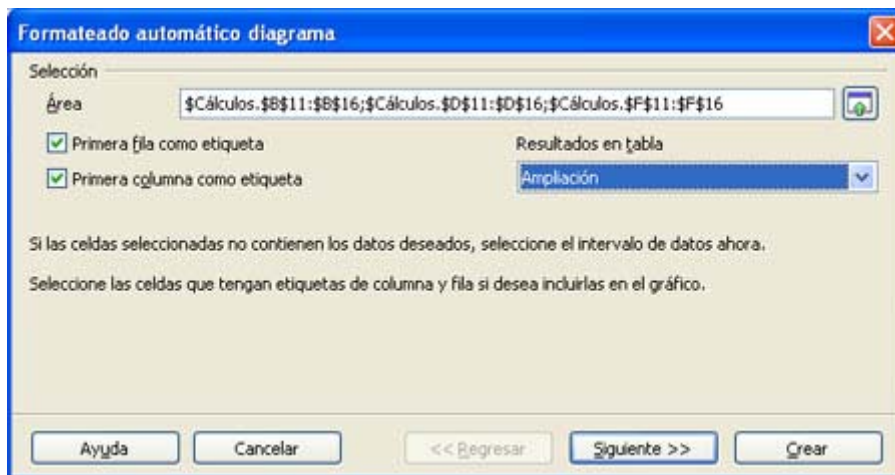 Formateado automático diagrama
Selección
Área $Cálculos.$B$11:$B$16;$Cálculos.$D$11:$D$16;$Cálculos.$F$11:$F$16
Primera fila como etiqueta Resultados en tabla
Primera columna como etiqueta Ampliación
Si las celdas seleccionadas no contienen los datos deseados, seleccione el intervalo de datos ahora.
Seleccione las celdas que tengan etiquetas de columna y fila si desea incluirlas en el gráfico.
Ayuda Cancelar << Regresar Siguiente >> Crear